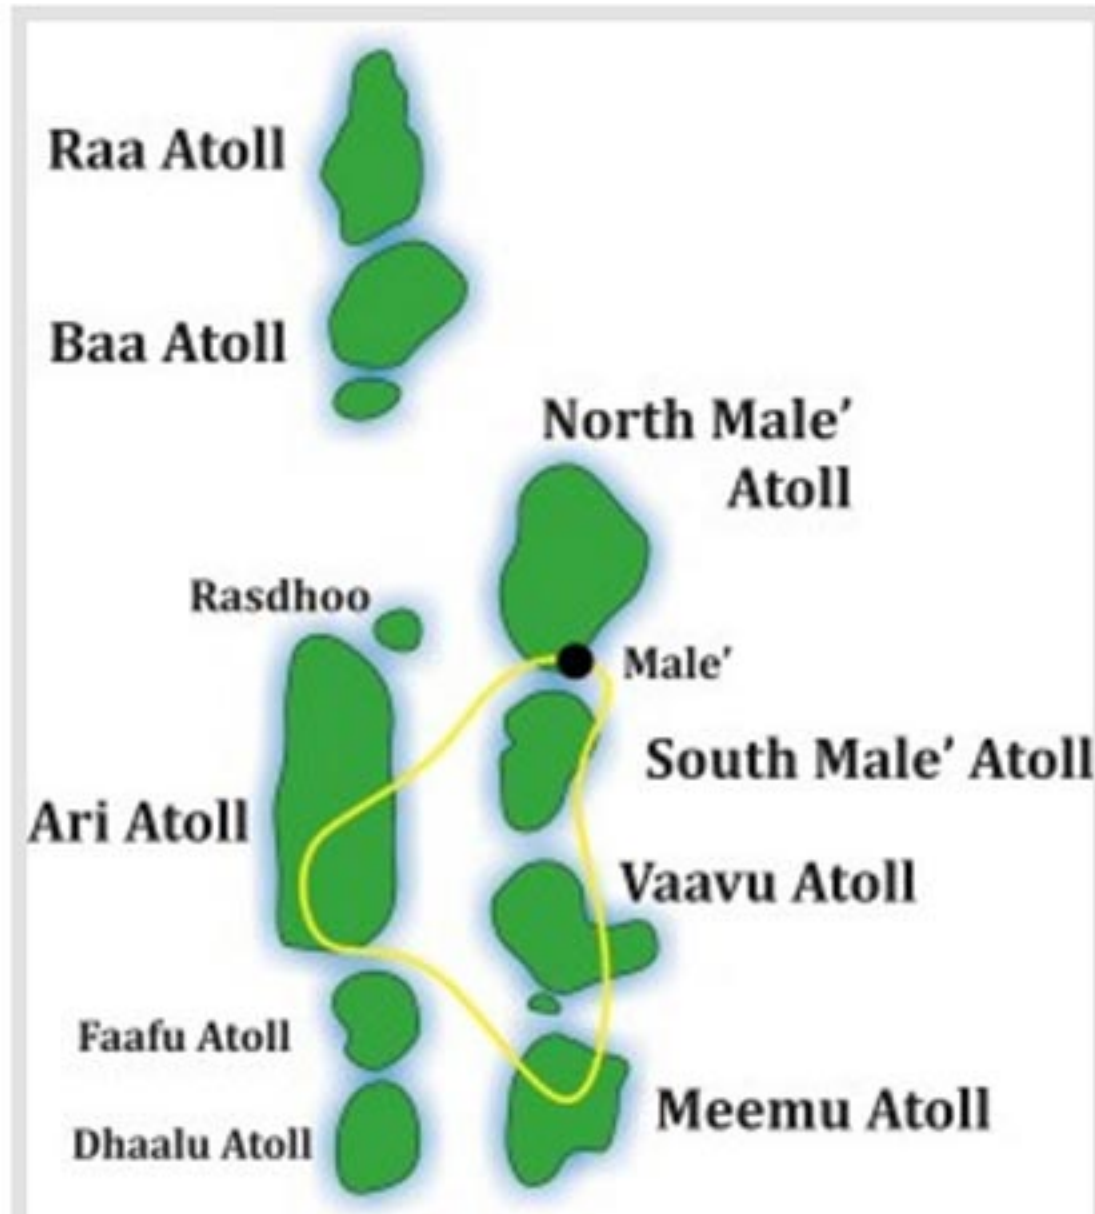 Raa Atoll
Baa Atoll
North Male′
Atoll
Rasdhoo
Male′
South Male′ Atoll
Ari Atoll
Vaavu Atoll
Faafu Atoll
Meemu Atoll
Dhaalu Atoll